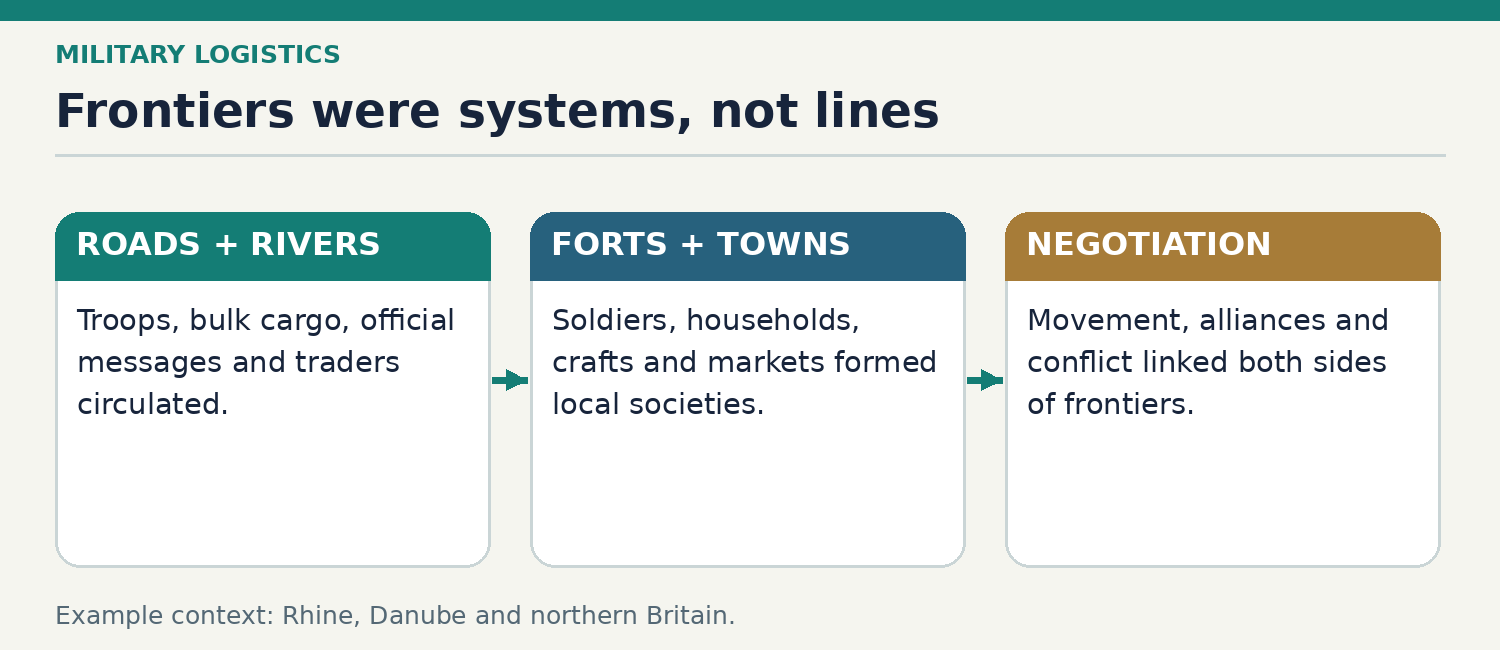 MILITARY LOGISTICS
Frontiers were systems, not lines
ROADS + RIVERS
Troops, bulk cargo, official
messages and traders
circulated.
FORTS + TOWNS
Soldiers, households,
crafts and markets formed
local societies.
NEGOTIATION
Movement, alliances and
conflict linked both sides
of frontiers.
Example context: Rhine, Danube and northern Britain.